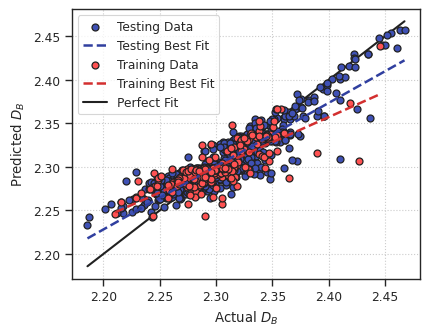 Testing Data
Testing Best Fit
Training Data
Training Best Fit
Perfect Fit
Predicted D_B
2.45
2.40
2.35
2.30
2.25
2.20
2.20 2.25 2.30 2.35 2.40 2.45
Actual D_B